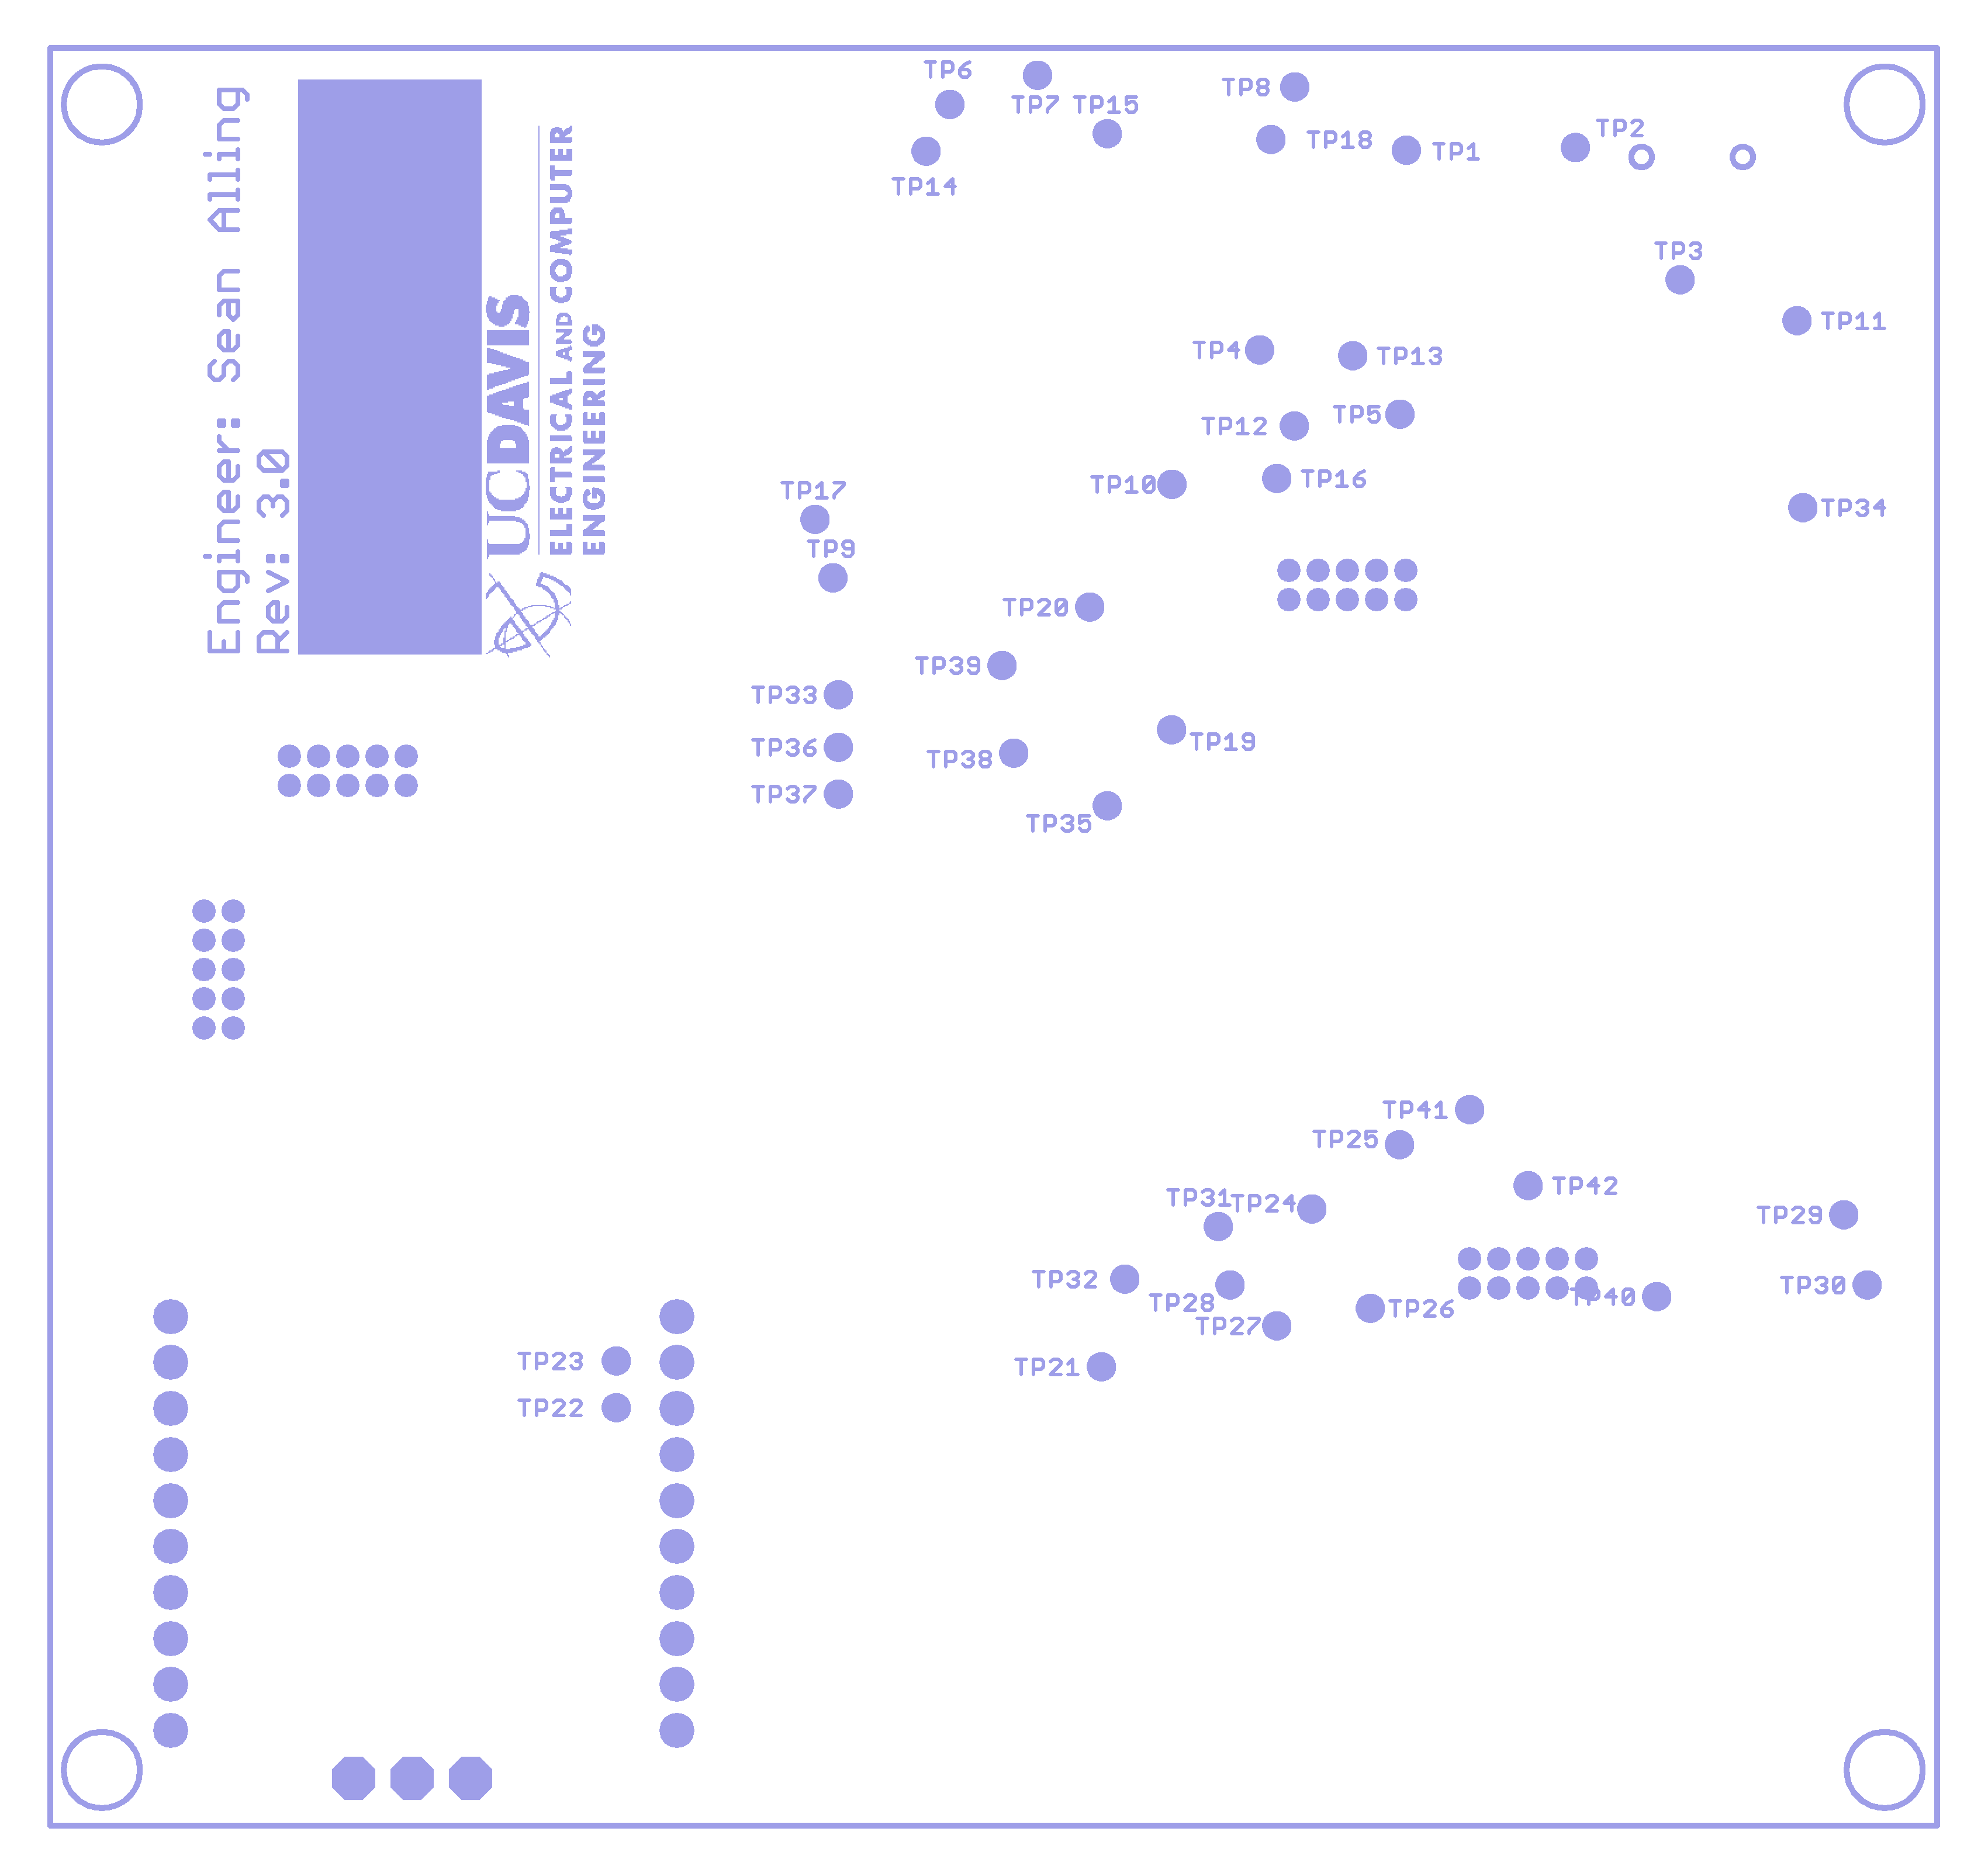 Engineer: Sean Alling
Rev: 3.0
UCDAVIS
ELECTRICAL AND COMPUTER
ENGINEERING
TP6
TP7 TP15
TP8
TP14
TP18
TP1
TP2
TP3
TP11
TP4
TP13
TP12
TP5
TP10
TP16
TP17
TP9
TP34
TP20
TP39
TP33
TP36
TP38
TP19
TP37
TP35
TP41
TP25
TP42
TP31
TP24
TP29
TP32
TP28
TP27
TP26
TP40
TP30
TP23
TP21
TP22